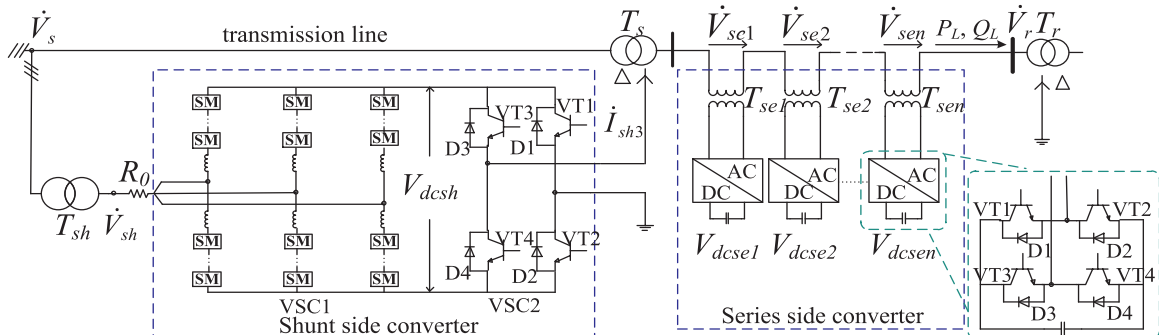 V̇s
transmission line
Ts
V̇se1
V̇se2
V̇sen
PL, QL
V̇r
Tr
Δ
Δ
SM
SM
SM
SM
SM
SM
VT3
VT1
D3
D1
İsh3
Tse1
Tse2
Tsen
R0
Vdcsh
AC
DC
AC
DC
AC
DC
Tsh
V̇sh
SM
SM
SM
SM
SM
SM
VT4
VT2
D4
D2
Vdcse1
Vdcse2
Vdcsen
VT1
VT2
D1
D2
VT3
VT4
D3
D4
VSC1
VSC2
Shunt side converter
Series side converter